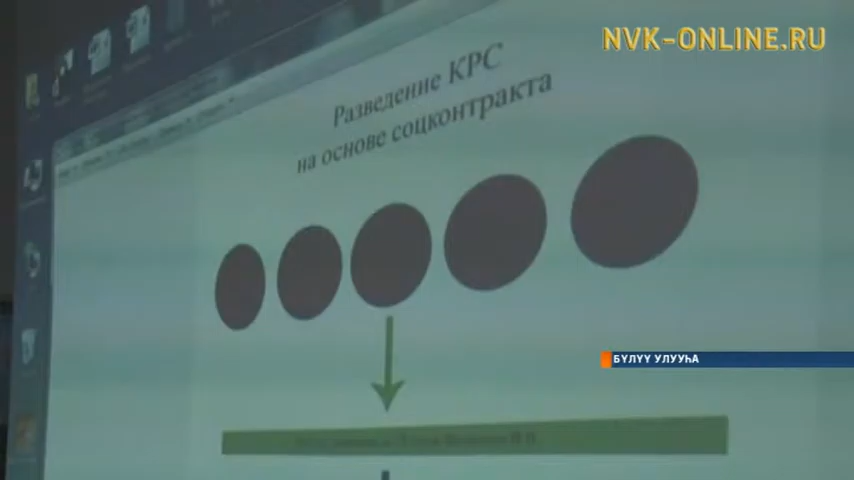 NVK-ONLINE.RU
Разведение КРС
на основе соцконтракта
БҮЛҮҮ УЛУУҺА